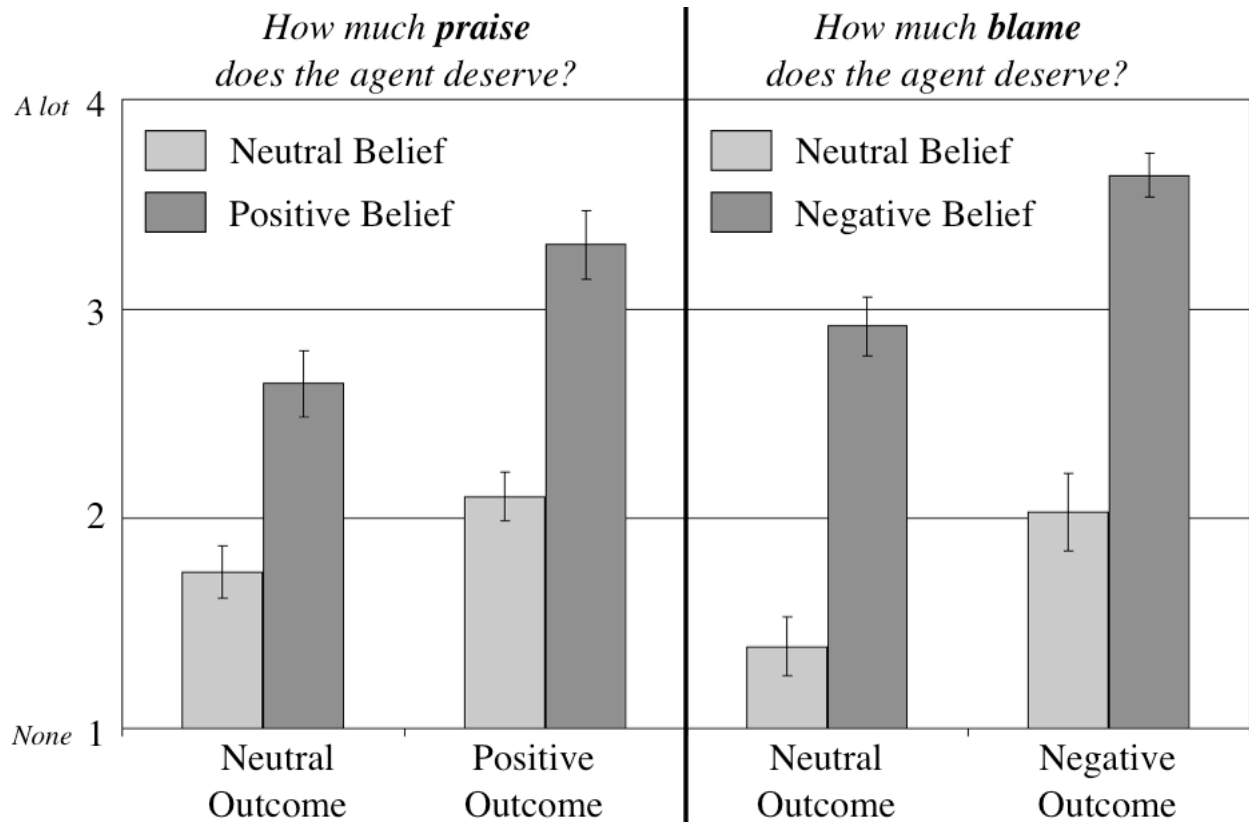 How much praise
does the agent deserve?
How much blame
does the agent deserve?
A lot 4
3
2
None 1
Neutral Belief
Positive Belief
Neutral Belief
Negative Belief
Neutral
Outcome
Positive
Outcome
Neutral
Outcome
Negative
Outcome